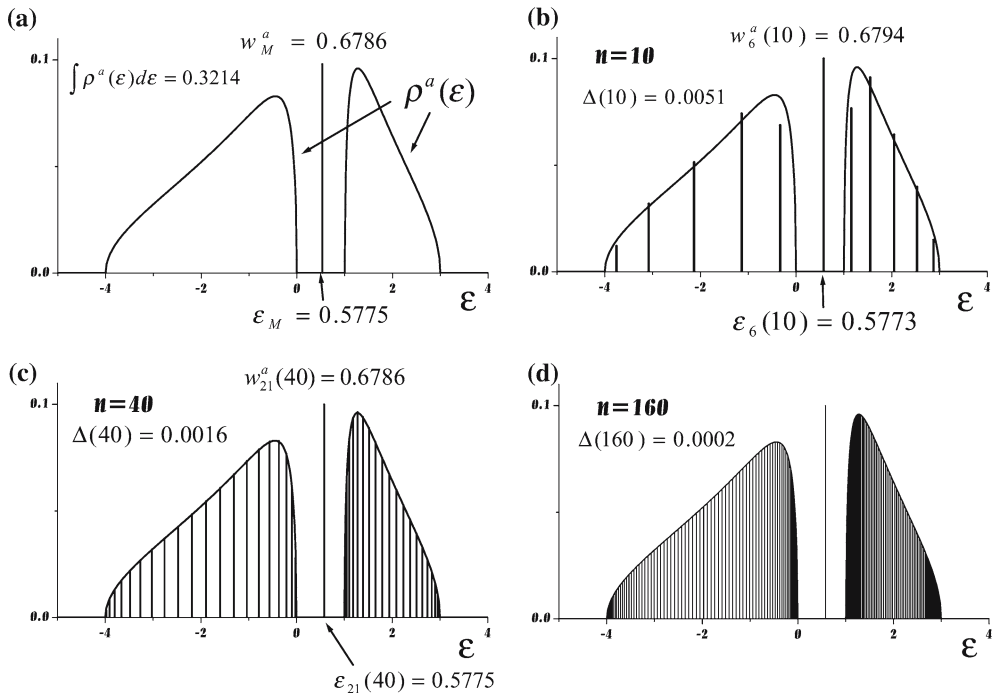 (a)
w_M^a = 0.6786
0.1
∫ρ^a(ε)dε = 0.3214
ρ^a(ε)
0.0
-4 -2 0 2 4
ε
ε_M = 0.5775
(b)
w_6^a(10) = 0.6794
0.1
n=10
Δ(10) = 0.0051
0.0
-4 -2 0 2 4
ε
ε_6(10) = 0.5773
(c)
w_21^a(40) = 0.6786
0.1
n=40
Δ(40) = 0.0016
0.0
-4 -2 0 2 4
ε
ε_21(40) = 0.5775
(d)
0.1
n=160
Δ(160) = 0.0002
0.0
-4 -2 0 2 4
ε